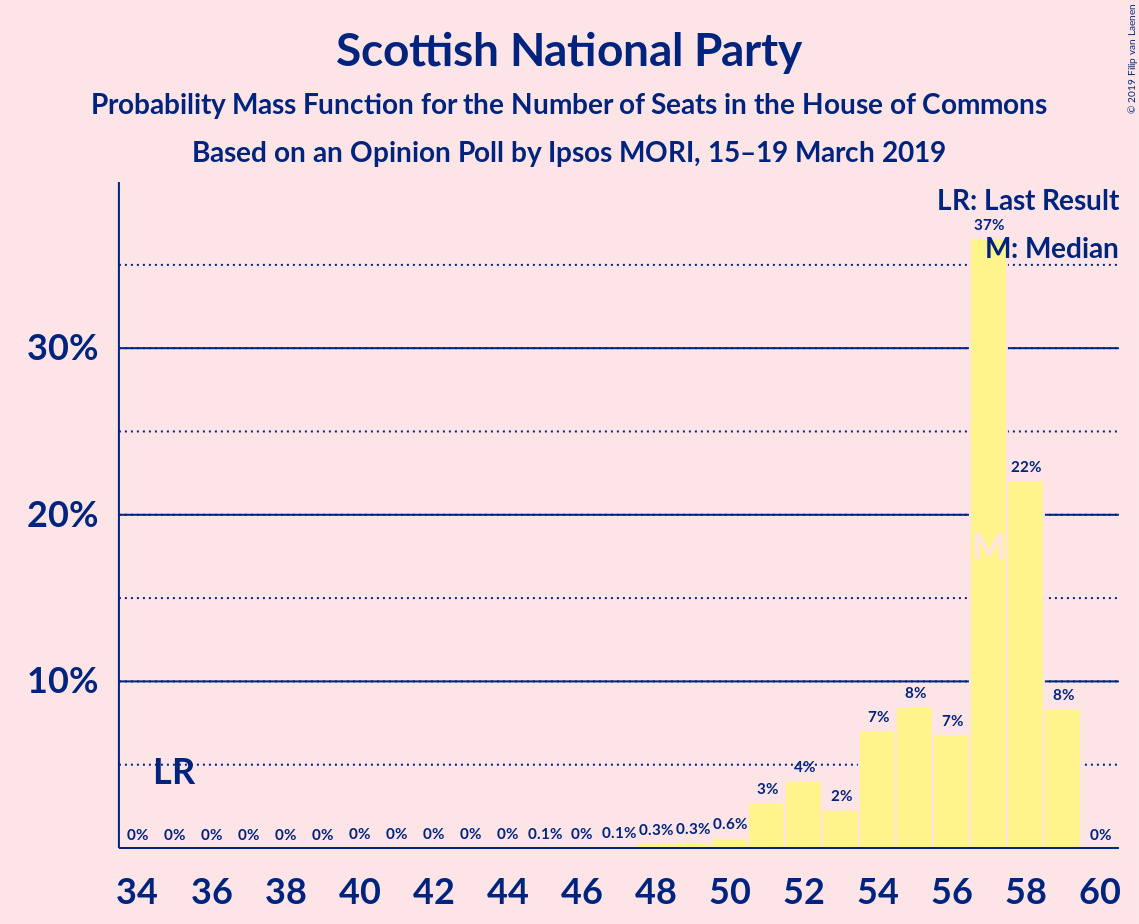 Scottish National Party
Probability Mass Function for the Number of Seats in the House of Commons
Based on an Opinion Poll by Ipsos MORI, 15–19 March 2019
© 2019 Filip van Laenen
LR: Last Result
M: Median
30%
20%
10%
LR
M
0% 0% 0% 0% 0% 0% 0% 0% 0% 0% 0% 0.1% 0% 0.1% 0.3% 0.3% 0.6% 3% 4% 2% 7% 8% 7% 37% 22% 8% 0%
34 36 38 40 42 44 46 48 50 52 54 56 58 60